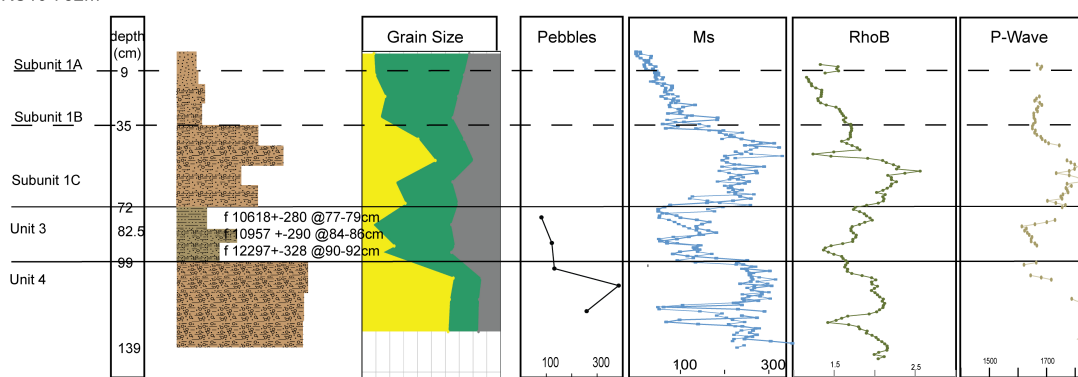 depth
(cm)
Grain Size
Pebbles
Ms
RhoB
P-Wave
Subunit 1A
9
Subunit 1B
35
Subunit 1C
72
f 10618+-280 @77-79cm
Unit 3
82.5
f 10957 +-290 @84-86cm
f 12297+-328 @90-92cm
99
Unit 4
139
100 300
100 300
1.5 2.5
1500 1700